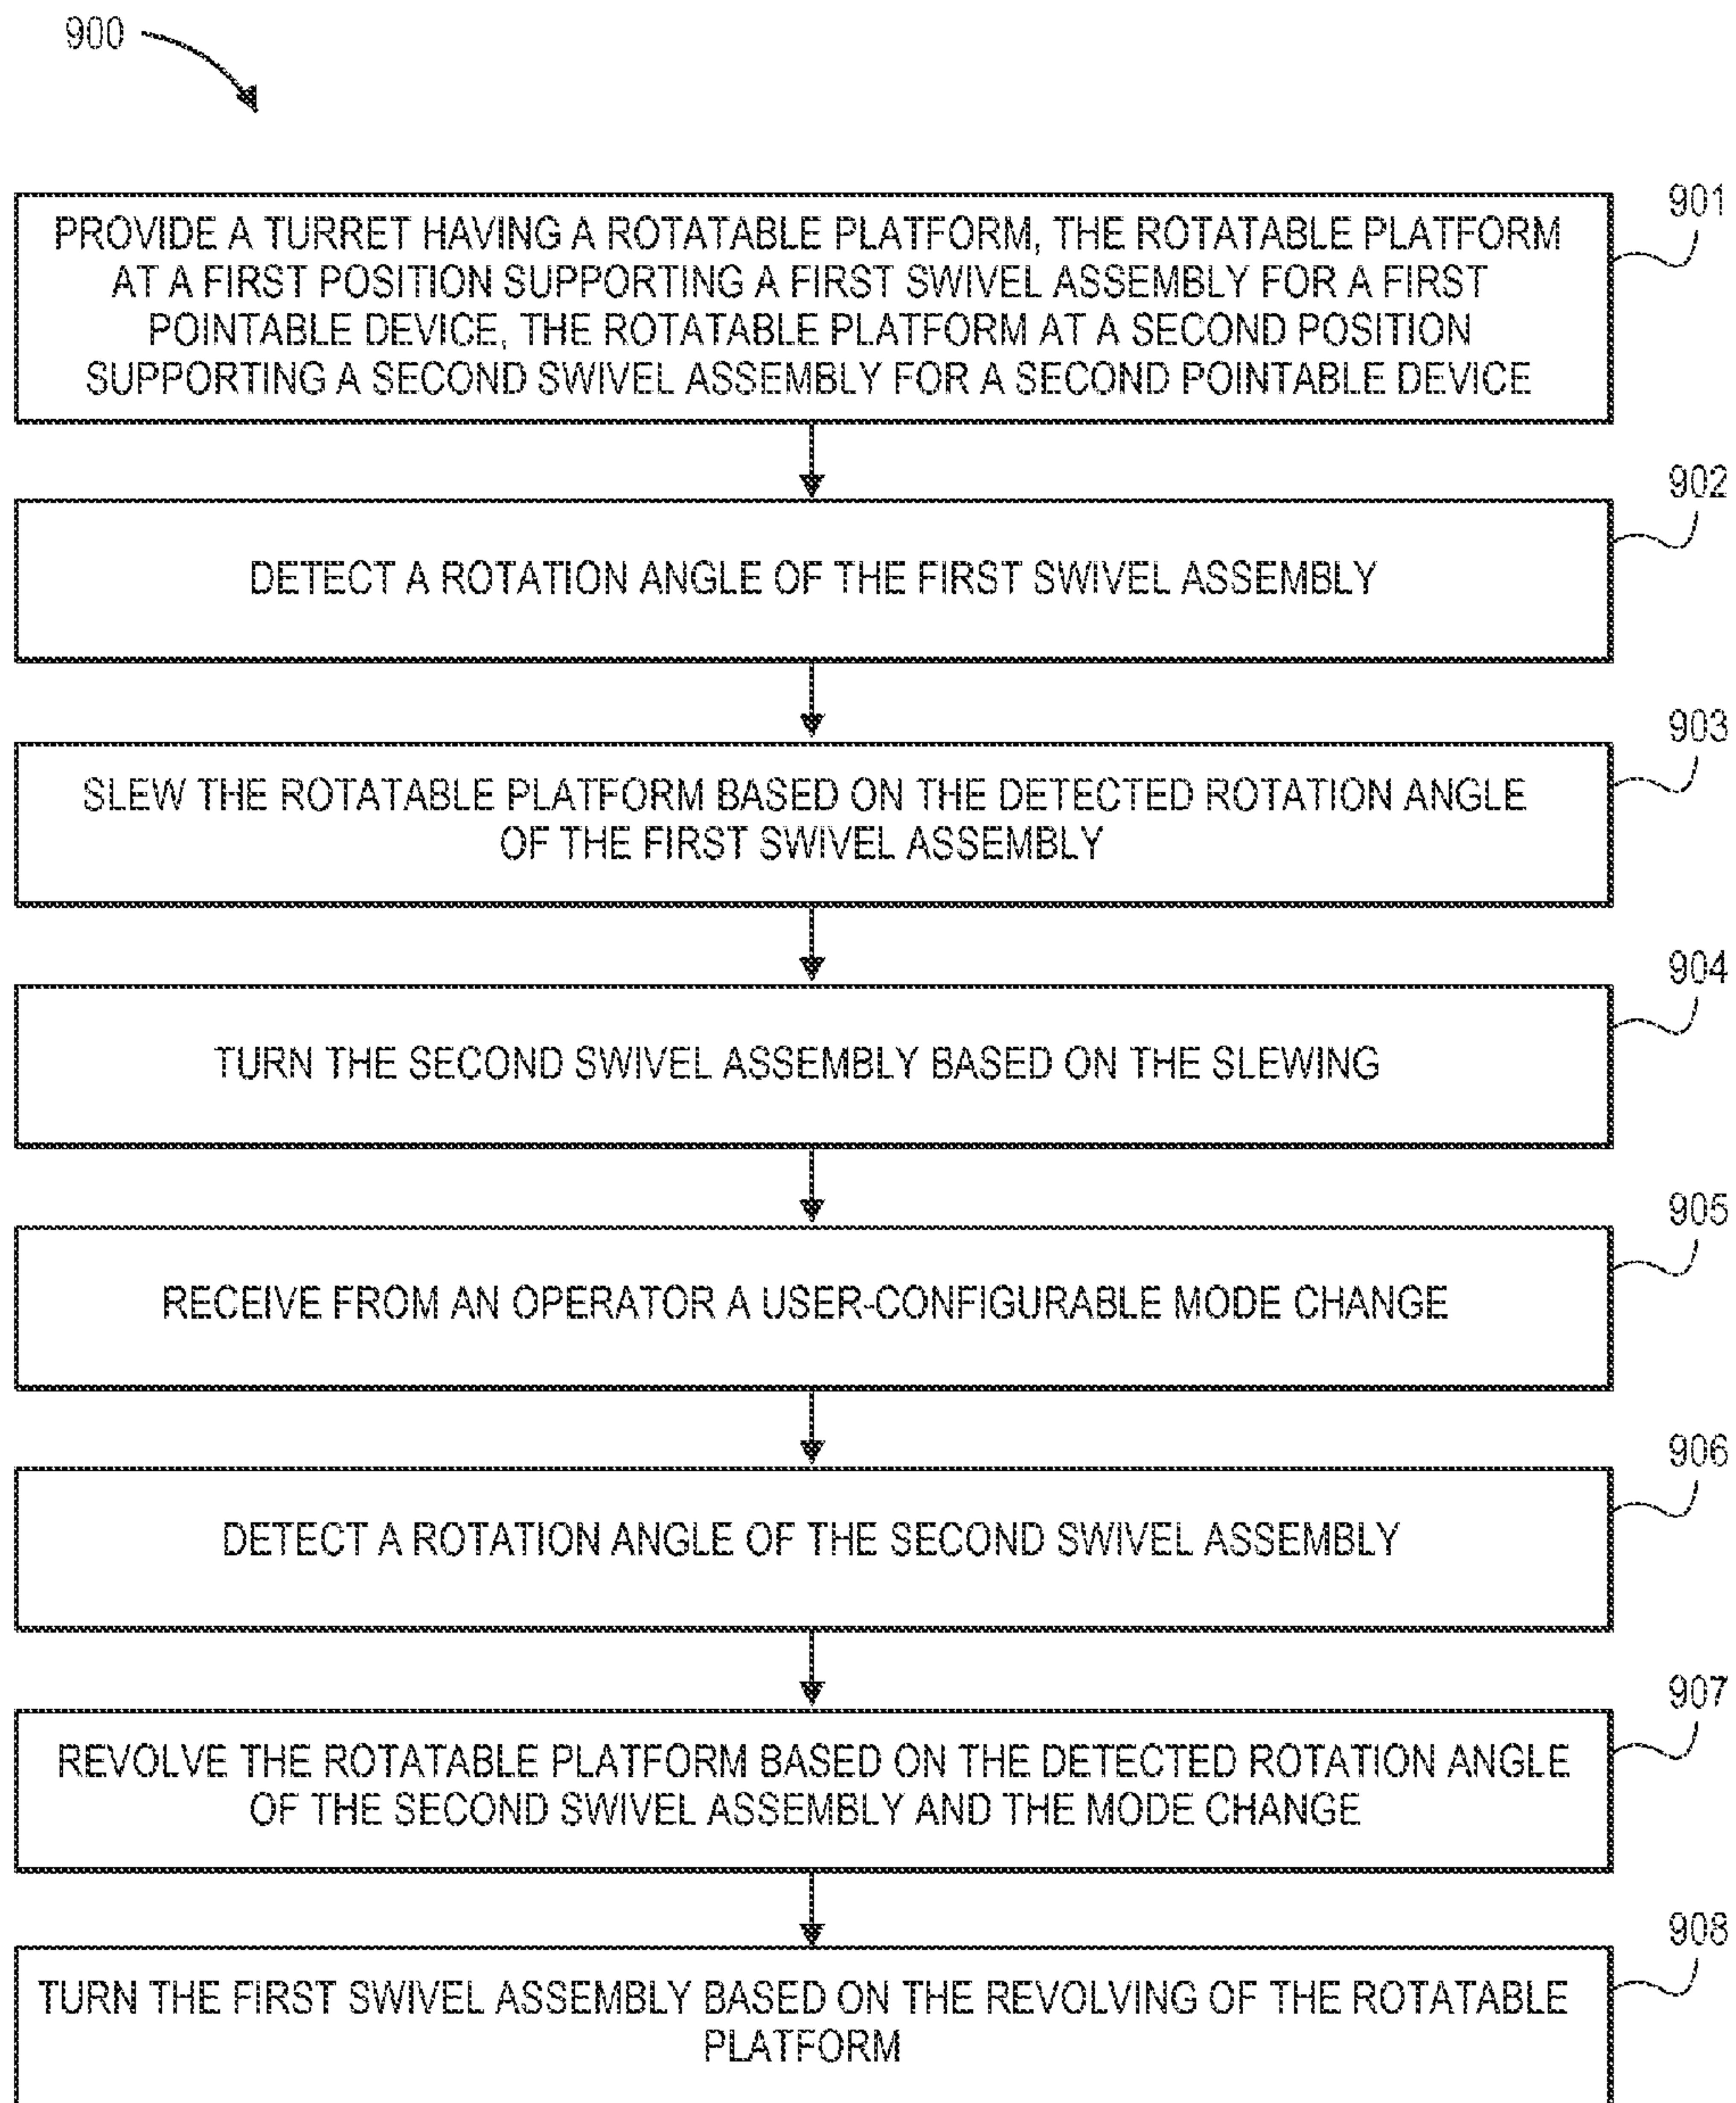 900
901
PROVIDE A TURRET HAVING A ROTATABLE PLATFORM, THE ROTATABLE PLATFORM
AT A FIRST POSITION SUPPORTING A FIRST SWIVEL ASSEMBLY FOR A FIRST
POINTABLE DEVICE, THE ROTATABLE PLATFORM AT A SECOND POSITION
SUPPORTING A SECOND SWIVEL ASSEMBLY FOR A SECOND POINTABLE DEVICE
902
DETECT A ROTATION ANGLE OF THE FIRST SWIVEL ASSEMBLY
903
SLEW THE ROTATABLE PLATFORM BASED ON THE DETECTED ROTATION ANGLE
OF THE FIRST SWIVEL ASSEMBLY
904
TURN THE SECOND SWIVEL ASSEMBLY BASED ON THE SLEWING
905
RECEIVE FROM AN OPERATOR A USER-CONFIGURABLE MODE CHANGE
906
DETECT A ROTATION ANGLE OF THE SECOND SWIVEL ASSEMBLY
907
REVOLVE THE ROTATABLE PLATFORM BASED ON THE DETECTED ROTATION ANGLE
OF THE SECOND SWIVEL ASSEMBLY AND THE MODE CHANGE
908
TURN THE FIRST SWIVEL ASSEMBLY BASED ON THE REVOLVING OF THE ROTATABLE
PLATFORM